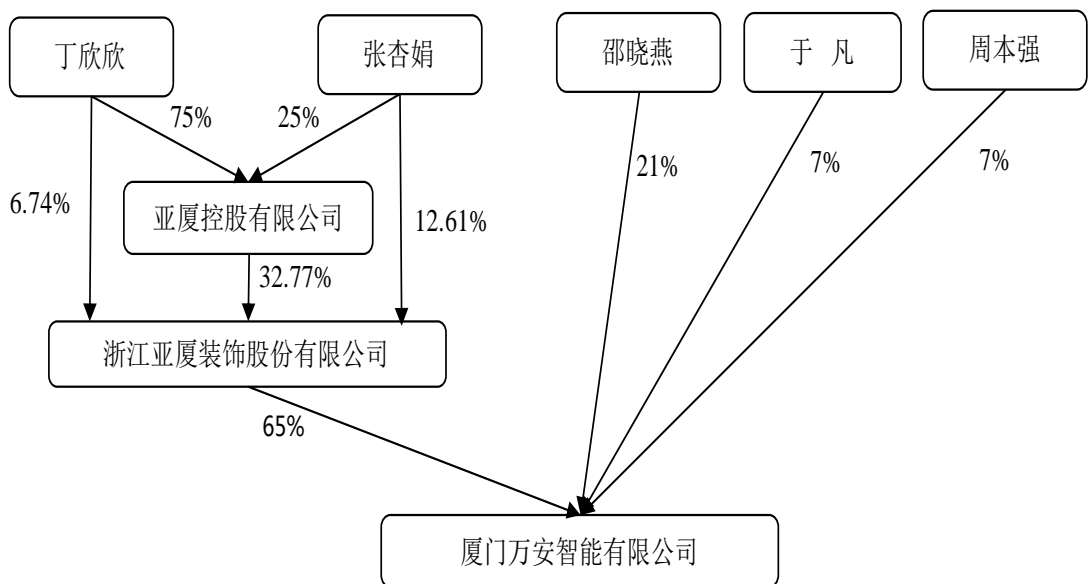 丁欣欣
张杏娟
邵晓燕
于 凡
周本强
75%
25%
21%
7%
7%
6.74%
亚厦控股有限公司
12.61%
32.77%
浙江亚厦装饰股份有限公司
65%
厦门万安智能有限公司